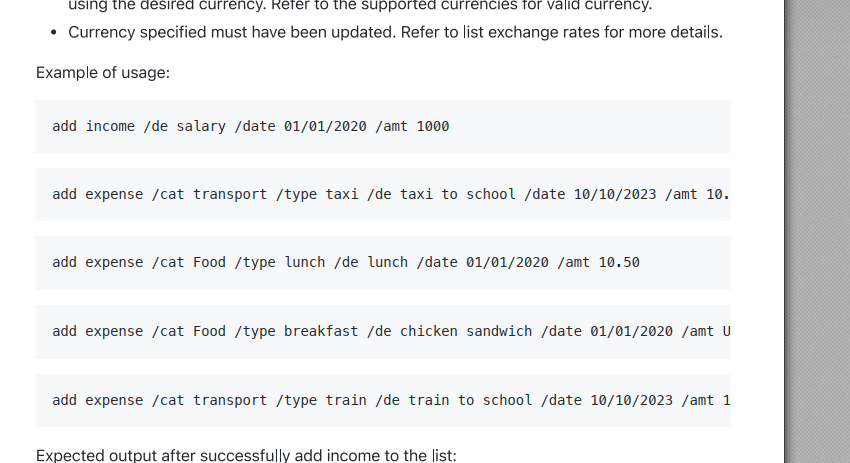 using the desired currency. Refer to the supported currencies for valid currency.
• Currency specified must have been updated. Refer to list exchange rates for more details.
Example of usage:
add income /de salary /date 01/01/2020 /amt 1000
add expense /cat transport /type taxi /de taxi to school /date 10/10/2023 /amt 10.
add expense /cat Food /type lunch /de lunch /date 01/01/2020 /amt 10.50
add expense /cat Food /type breakfast /de chicken sandwich /date 01/01/2020 /amt U
add expense /cat transport /type train /de train to school /date 10/10/2023 /amt 1
Expected output after successfully add income to the list: